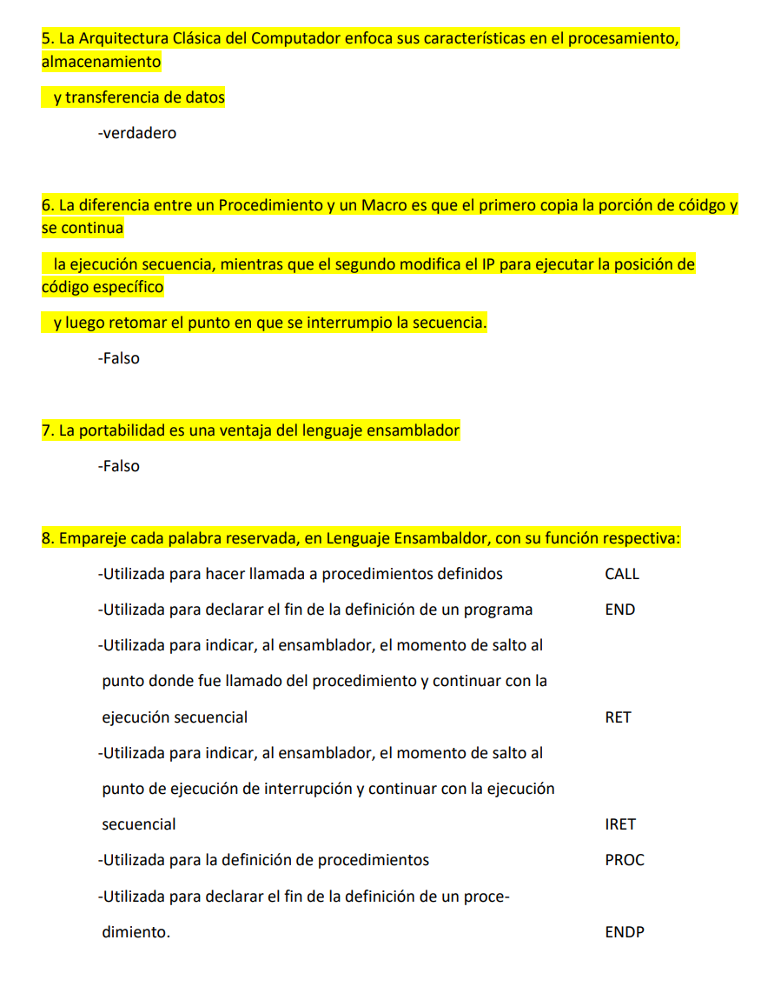 5. La Arquitectura Clásica del Computador enfoca sus características en el procesamiento,
almacenamiento
y transferencia de datos
-verdadero
6. La diferencia entre un Procedimiento y un Macro es que el primero copia la porción de cóidgo y
se continua
la ejecución secuencia, mientras que el segundo modifica el IP para ejecutar la posición de
código específico
y luego retomar el punto en que se interrumpio la secuencia.
-Falso
7. La portabilidad es una ventaja del lenguaje ensamblador
-Falso
8. Empareje cada palabra reservada, en Lenguaje Ensambaldor, con su función respectiva:
-Utilizada para hacer llamada a procedimientos definidos CALL
-Utilizada para declarar el fin de la definición de un programa END
-Utilizada para indicar, al ensamblador, el momento de salto al
punto donde fue llamado del procedimiento y continuar con la
ejecución secuencial RET
-Utilizada para indicar, al ensamblador, el momento de salto al
punto de ejecución de interrupción y continuar con la ejecución
secuencial IRET
-Utilizada para la definición de procedimientos PROC
-Utilizada para declarar el fin de la definición de un proce-
dimiento. ENDP